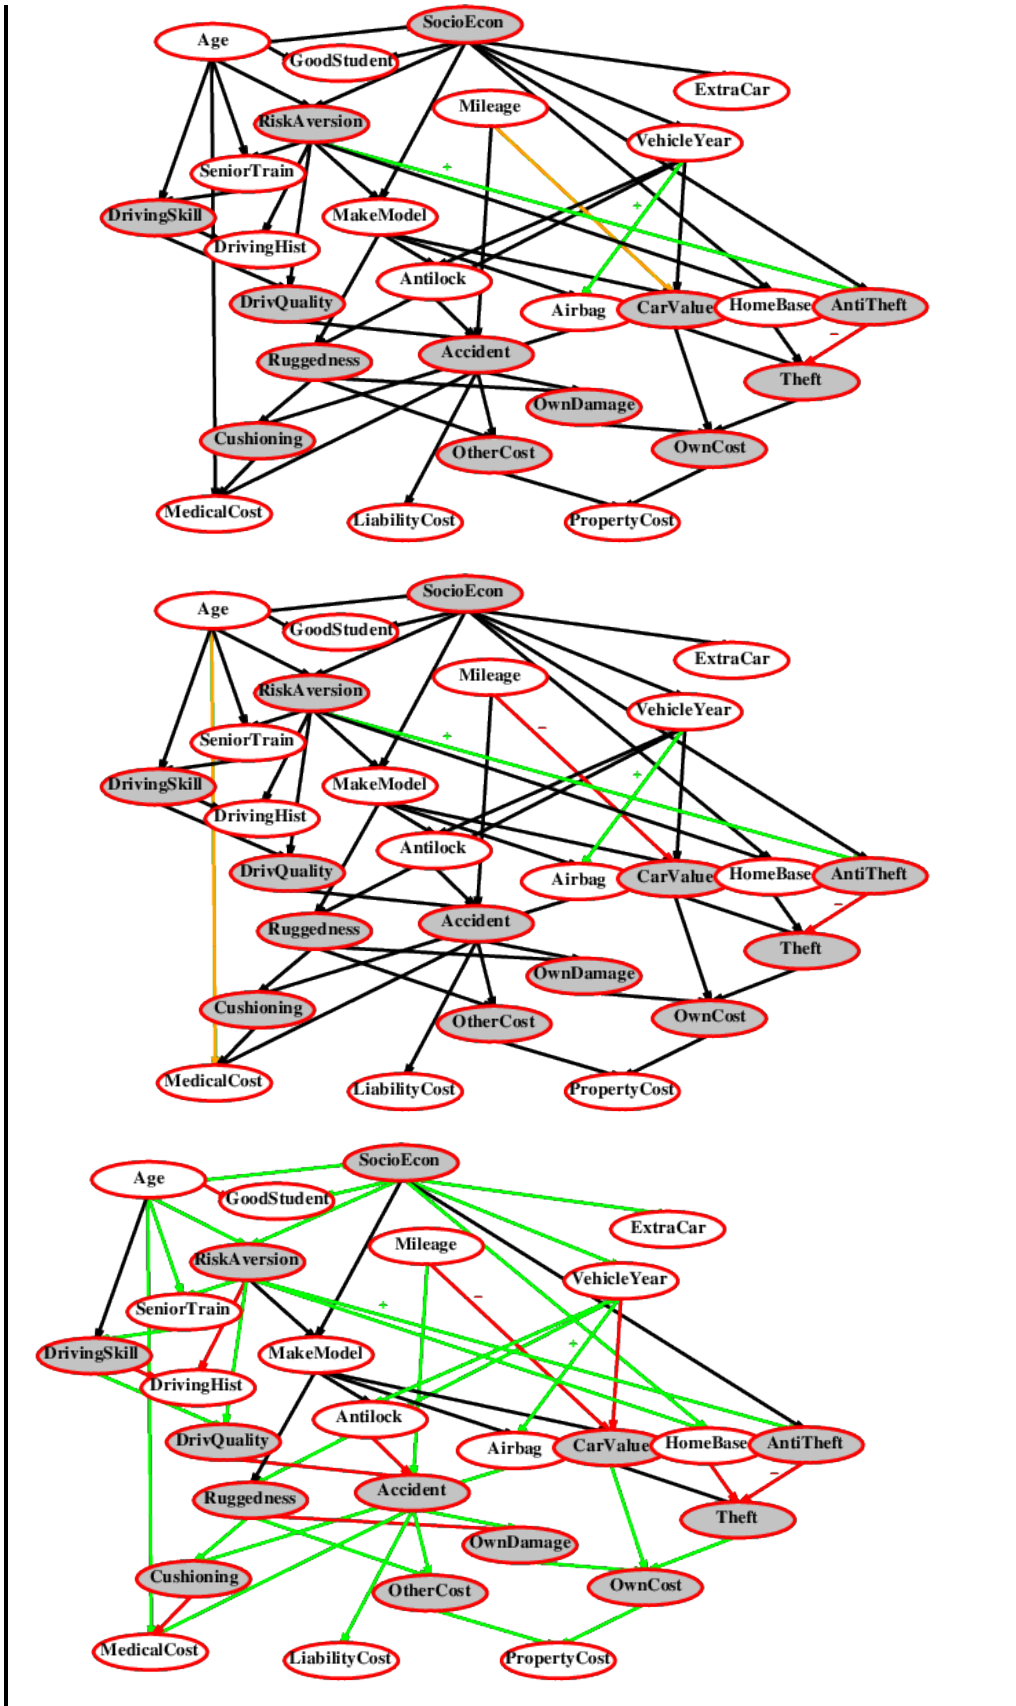 SocioEcon
Age
GoodStudent
ExtraCar
Mileage
RiskAversion
VehicleYear
+
SeniorTrain
+
DrivingSkill
MakeModel
DrivingHist
Antilock
DrivQuality
Airbag
CarValue
HomeBase
AntiTheft
−
Ruggedness
Accident
Theft
OwnDamage
Cushioning
OtherCost
OwnCost
MedicalCost
LiabilityCost
PropertyCost
SocioEcon
Age
GoodStudent
ExtraCar
Mileage
RiskAversion
VehicleYear
−
+
SeniorTrain
+
DrivingSkill
MakeModel
DrivingHist
Antilock
DrivQuality
Airbag
CarValue
HomeBase
AntiTheft
−
Ruggedness
Accident
Theft
OwnDamage
Cushioning
OtherCost
OwnCost
MedicalCost
LiabilityCost
PropertyCost
SocioEcon
Age
GoodStudent
ExtraCar
Mileage
RiskAversion
VehicleYear
−
+
SeniorTrain
+
DrivingSkill
MakeModel
DrivingHist
Antilock
DrivQuality
Airbag
CarValue
HomeBase
AntiTheft
−
Ruggedness
Accident
Theft
OwnDamage
Cushioning
OtherCost
OwnCost
MedicalCost
LiabilityCost
PropertyCost